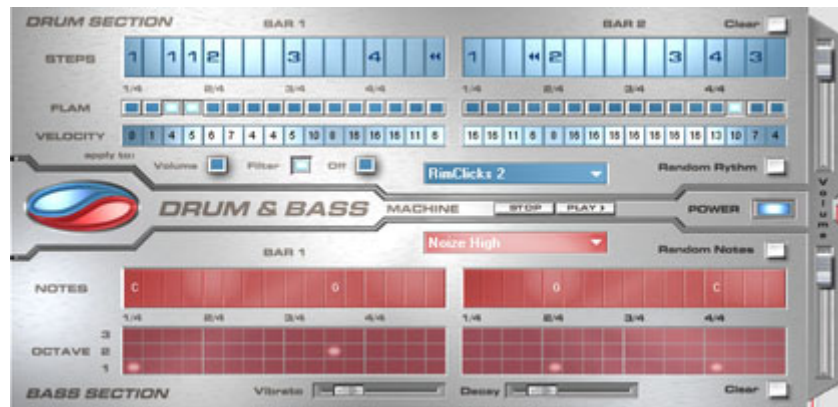 DRUM SECTION BAR 1 BAR 2 Clear
STEPS 1 1 1 2 3 4 « 1 « 2 3 4 3
1/4 2/4 3/4 4/4 1/4 2/4 3/4 4/4
FLAM
VELOCITY
apply to: Volume Filter Off RimClicks 2 Random Rythm
DRUM & BASS MACHINE STOP PLAY › POWER
Volume
BAR 1 Noize High Random Notes
NOTES C G G C
1/4 2/4 3/4 4/4 1/4 2/4 3/4 4/4
3
OCTAVE 2
1
BASS SECTION Vibrato Decay Clear